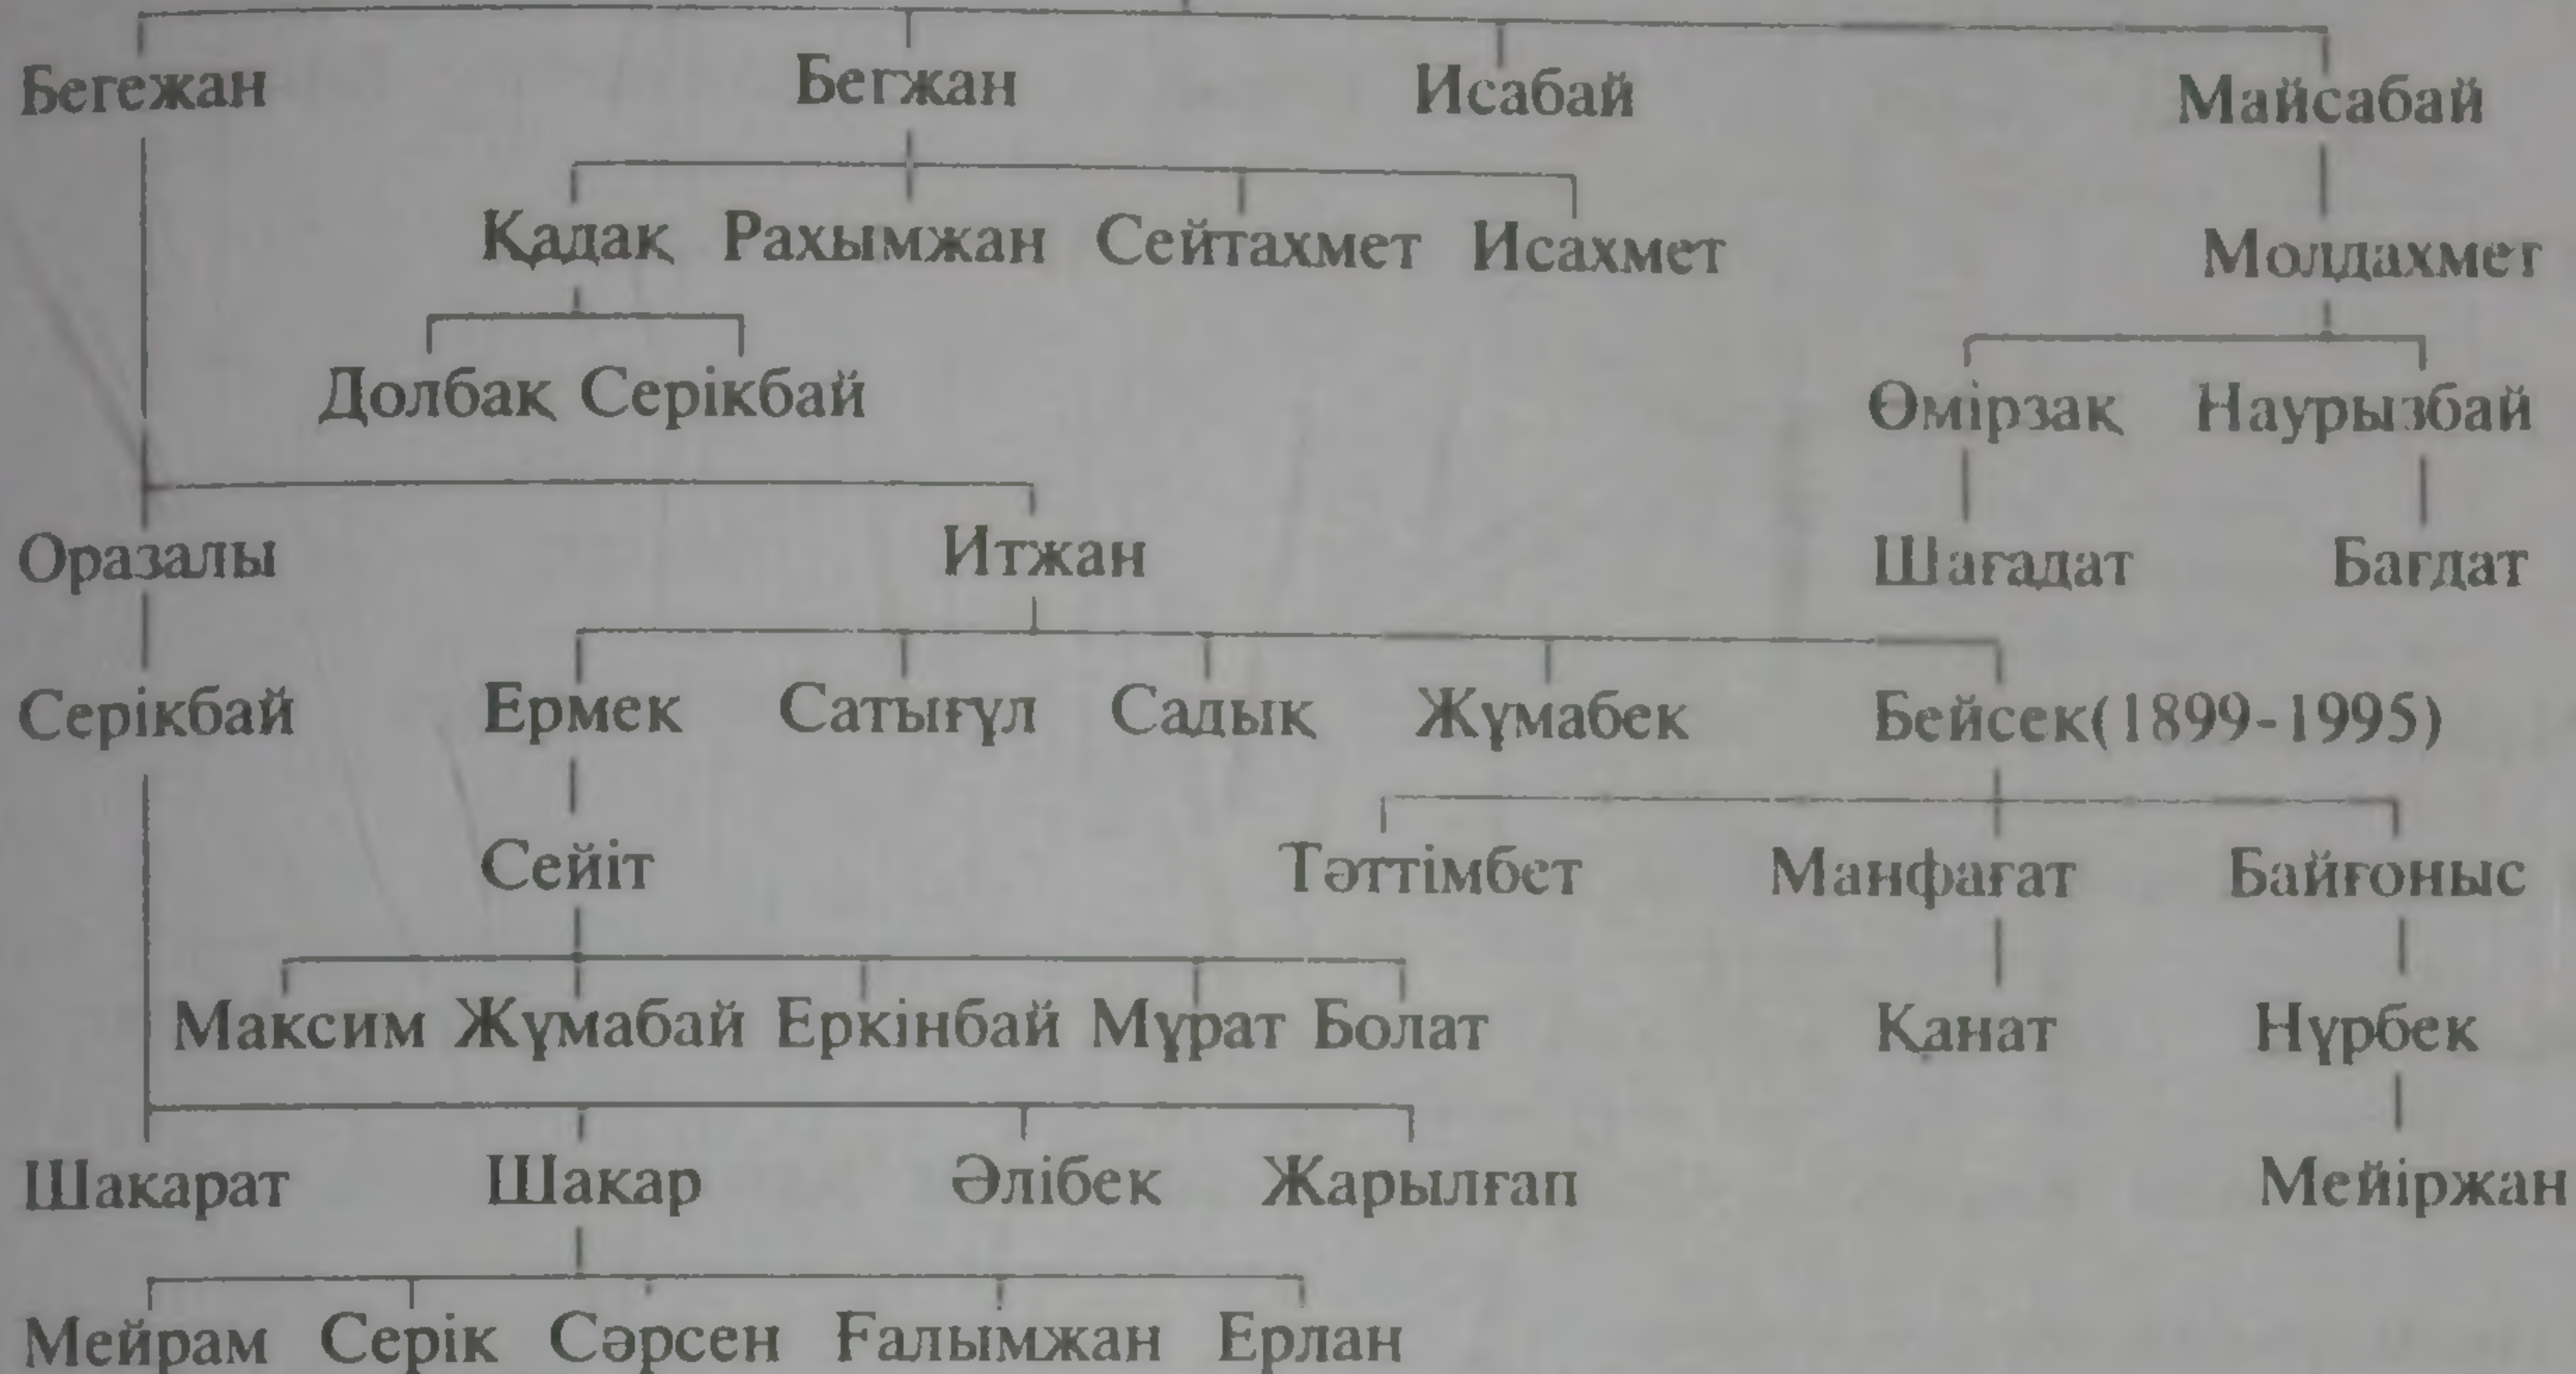 Бегежан Бегжан Исабай Майсабай
Қадақ Рахымжан Сейтахмет Исахмет Молдахмет
Долбақ Серікбай Өмірзақ Наурызбай
Оразалы Итжан Шағадат Бағдат
Серікбай Ермек Сатығұл Садық Жұмабек Бейсек(1899-1995)
Сейіт Тәттімбет Манфағат Байғоныс
Максим Жұмабай Еркінбай Мұрат Болат Қанат Нұрбек
Шакарат Шакар Әлібек Жарылғап Мейіржан
Мейрам Серік Сәрсен Ғалымжан Ерлан